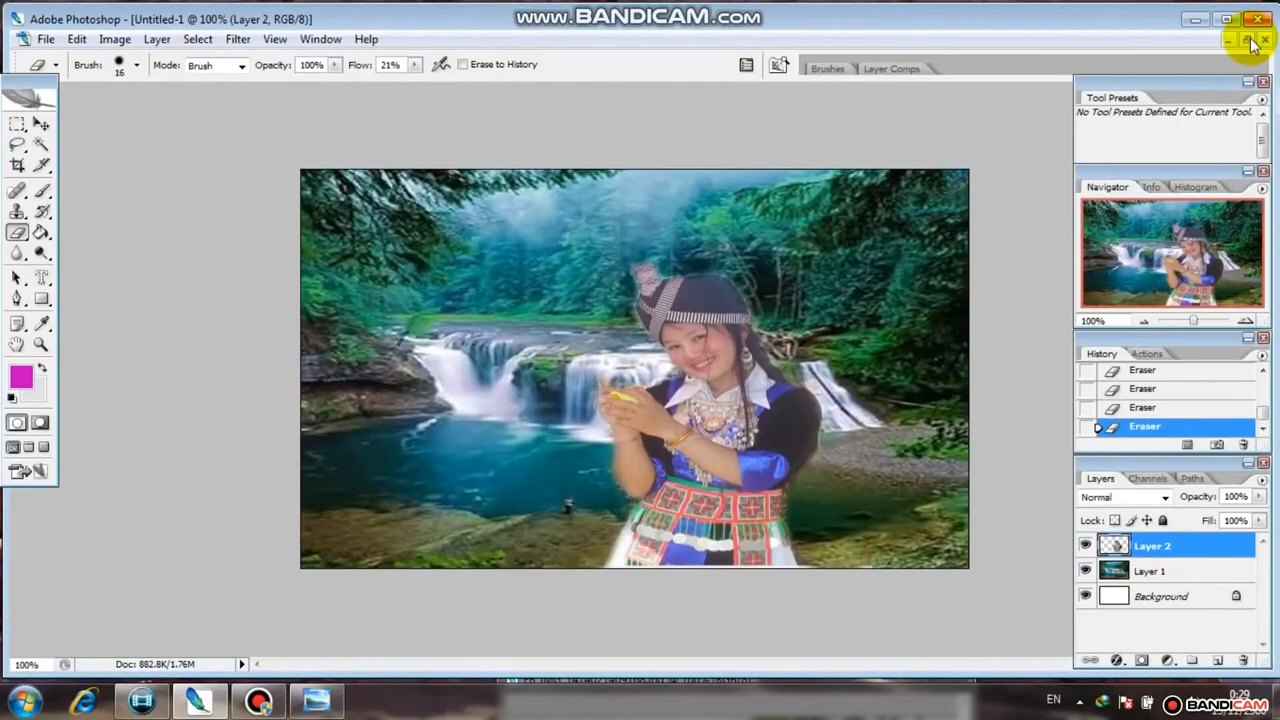 www.BANDICAM.com
Adobe Photoshop - [Untitled-1 @ 100% (Layer 2, RGB/8)]
File Edit Image Layer Select Filter View Window Help
Brush: 16 Mode: Brush Opacity: 100% Flow: 21% Erase to History
Brushes Layer Comps
Tool Presets
No Tool Presets Defined for Current Tool.
Navigator Info Histogram
100%
History Actions
Eraser
Eraser
Eraser
Eraser
Layers Channels Paths
Normal Opacity: 100%
Lock: Fill: 100%
Layer 2
Layer 1
Background
100% Doc: 882.8K/1.76M
EN 0:29
BANDICAM